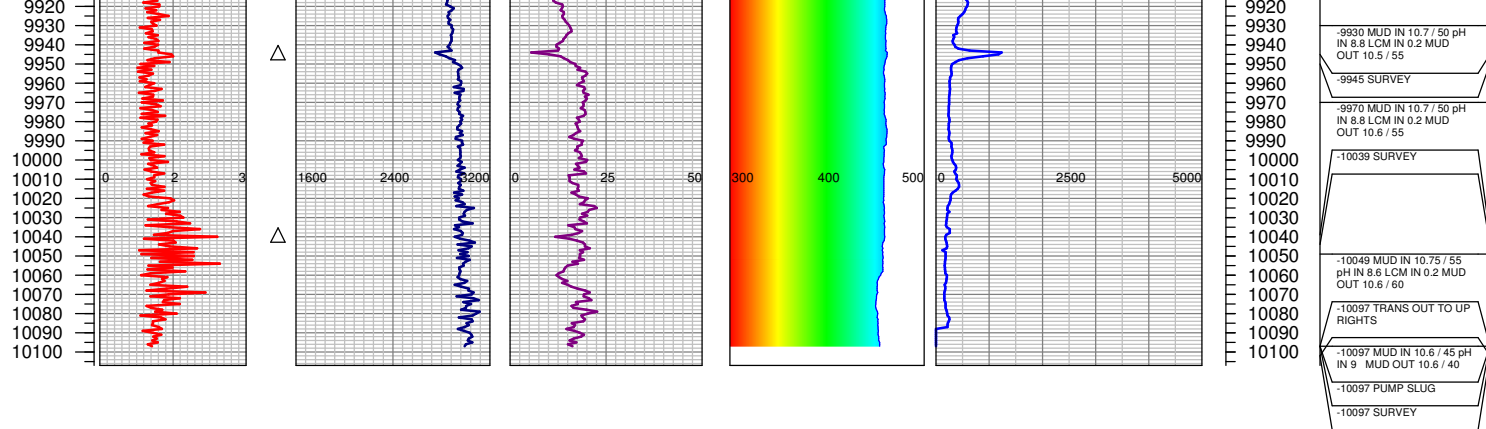 9920
9930
9940
9950
9960
9970
9980
9990
10000
10010
10020
10030
10040
10050
10060
10070
10080
10090
10100
0 2 3
1600 2400 3200
0 25 50
300 400 500
0 2500 5000
9920
9930
9940
9950
9960
9970
9980
9990
10000
10010
10020
10030
10040
10050
10060
10070
10080
10090
10100
-9930 MUD IN 10.7 / 50 pH
IN 8.8 LCM IN 0.2 MUD
OUT 10.5 / 55
-9945 SURVEY
-9970 MUD IN 10.7 / 50 pH
IN 8.8 LCM IN 0.2 MUD
OUT 10.6 / 55
-10039 SURVEY
-10049 MUD IN 10.75 / 55
pH IN 8.6 LCM IN 0.2 MUD
OUT 10.6 / 60
-10097 TRANS OUT TO UP
RIGHTS
-10097 MUD IN 10.6 / 45 pH
IN 9 MUD OUT 10.6 / 40
-10097 PUMP SLUG
-10097 SURVEY